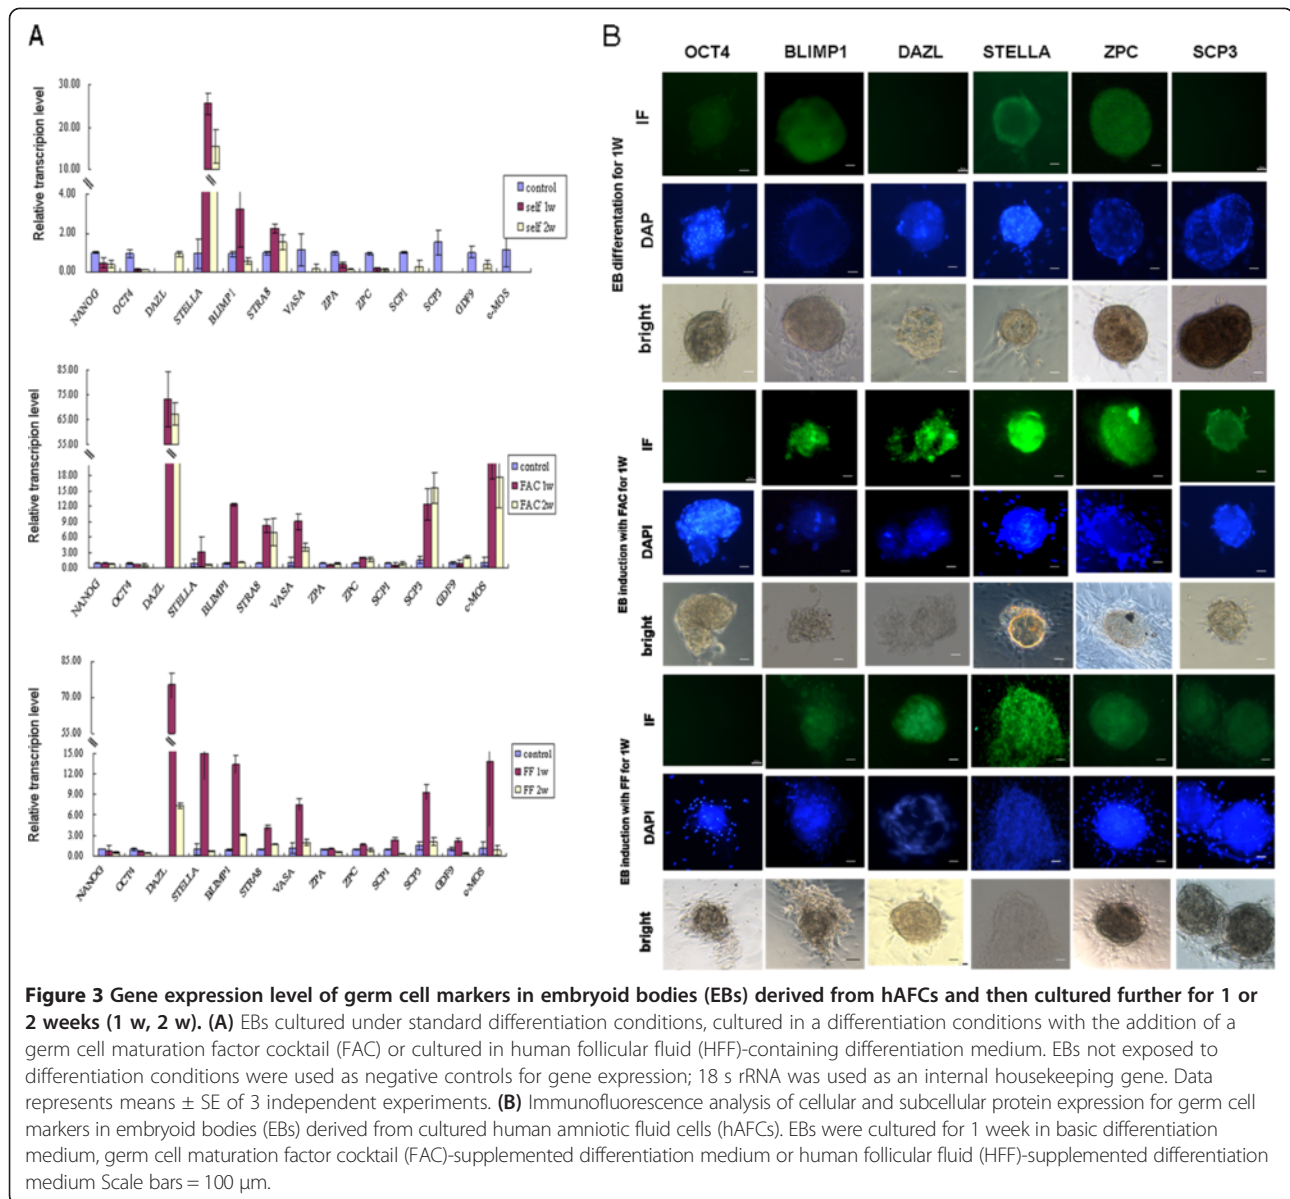 A
Relative transcription level
30.00
20.00
10.00
4.00
2.00
0.00
control
self 1w
self 2w
NANOG
OCT4
DAZL
STELLA
BLIMP1
STRA8
VASA
ZPA
ZPC
SCP1
SCP3
GDF9
c-MOS
Relative transcription level
85.00
75.00
65.00
55.00
18.00
15.00
12.00
9.00
6.00
3.00
0.00
control
FAC 1w
FAC 2w
NANOG
OCT4
DAZL
STELLA
BLIMP1
STRA8
VASA
ZPA
ZPC
SCP1
SCP3
GDF9
c-MOS
Relative transcription level
85.00
70.00
55.00
15.00
12.00
9.00
6.00
3.00
0.00
control
FF 1w
FF 2w
NANOG
OCT4
DAZL
STELLA
BLIMP1
STRA8
VASA
ZPA
ZPC
SCP1
SCP3
GDF9
c-MOS
B
OCT4 BLIMP1 DAZL STELLA ZPC SCP3
EB differentation for 1W
IF
DAP
bright
EB induction with FAC for 1W
IF
DAPI
bright
EB induction with FF for 1W
IF
DAPI
bright
Figure 3 Gene expression level of germ cell markers in embryoid bodies (EBs) derived from hAFCs and then cultured further for 1 or
2 weeks (1 w, 2 w). (A) EBs cultured under standard differentiation conditions, cultured in a differentiation conditions with the addition of a
germ cell maturation factor cocktail (FAC) or cultured in human follicular fluid (HFF)-containing differentiation medium. EBs not exposed to
differentiation conditions were used as negative controls for gene expression; 18 s rRNA was used as an internal housekeeping gene. Data
represents means ± SE of 3 independent experiments. (B) Immunofluorescence analysis of cellular and subcellular protein expression for germ cell
markers in embryoid bodies (EBs) derived from cultured human amniotic fluid cells (hAFCs). EBs were cultured for 1 week in basic differentiation
medium, germ cell maturation factor cocktail (FAC)-supplemented differentiation medium or human follicular fluid (HFF)-supplemented differentiation
medium Scale bars = 100 μm.